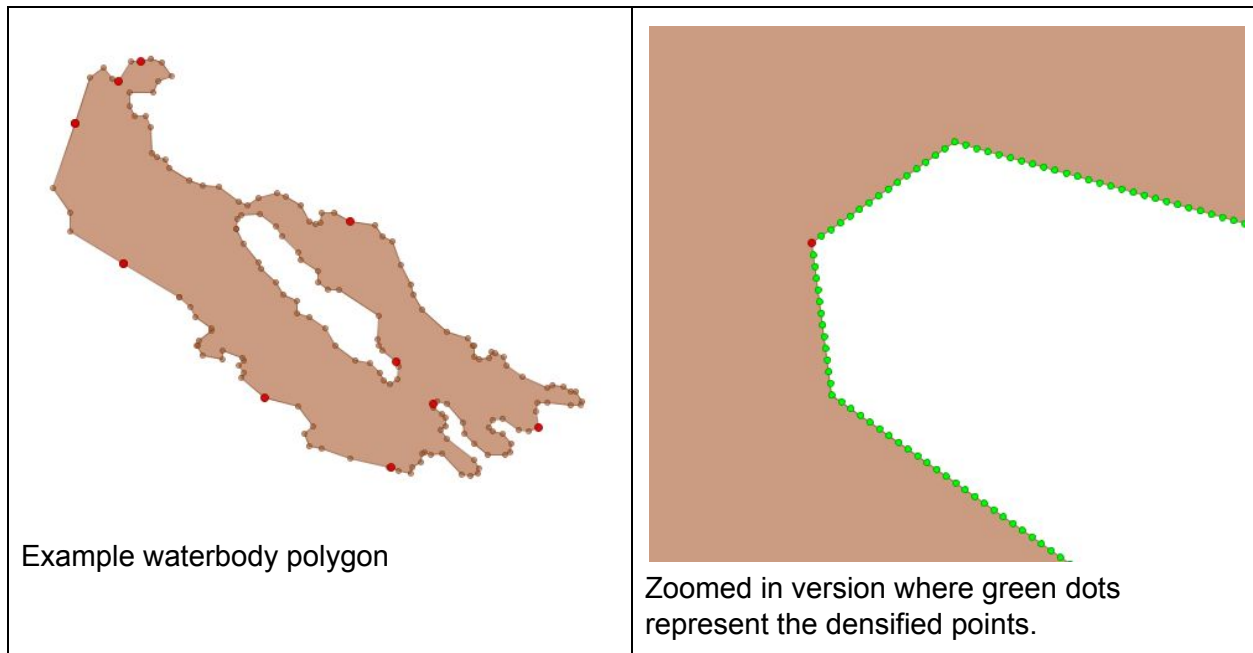 Example waterbody polygon
Zoomed in version where green dots
represent the densified points.